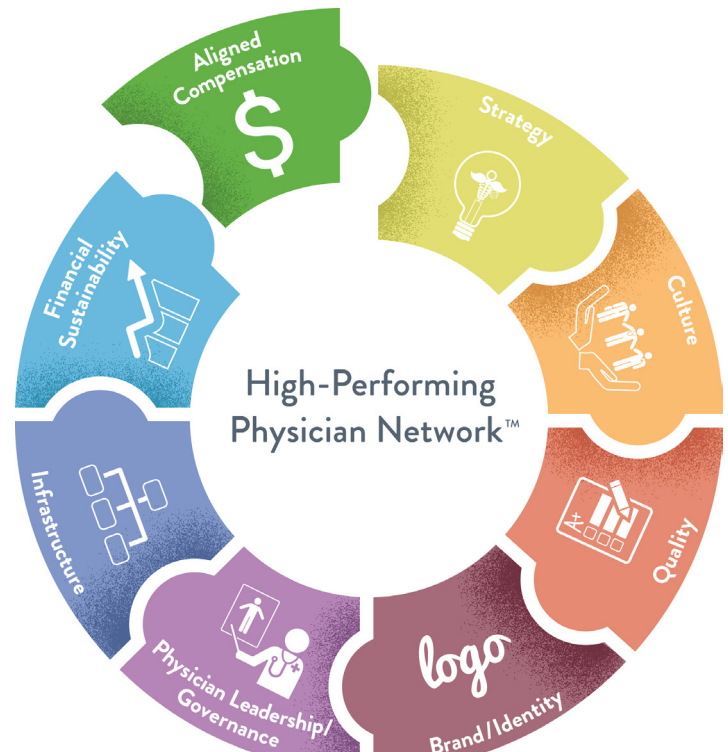 Aligned
Compensation
$
Strategy
Culture
A+
Quality
logo
Brand/Identity
Physician Leadership/
Governance
Infrastructure
Financial
Sustainability
High-Performing
Physician Network™